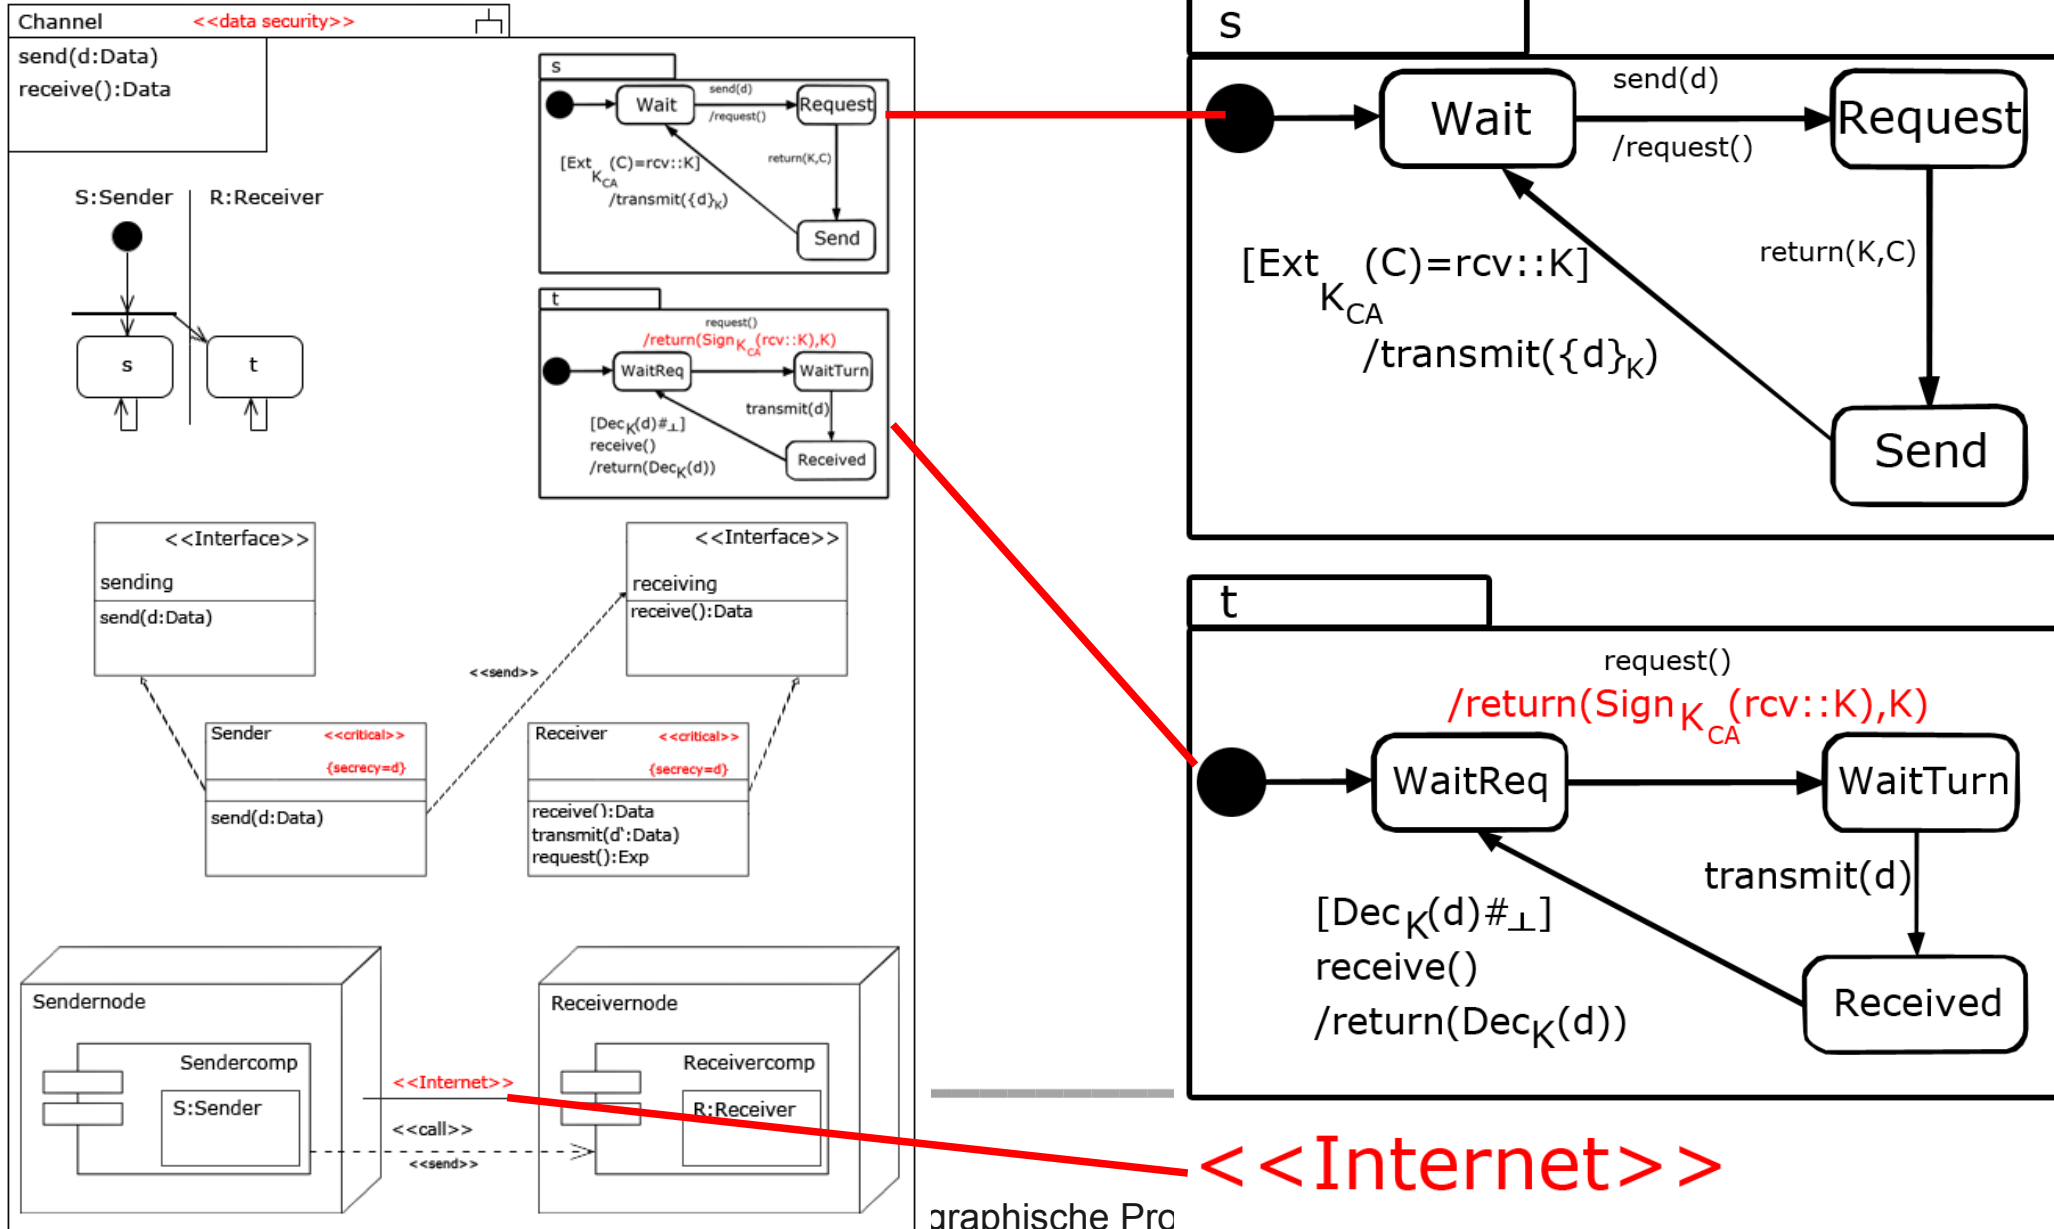 Channel <<data security>>
send(d:Data)
receive():Data
S:Sender R:Receiver
s
t
s
Wait
send(d)
/request()
Request
return(K,C)
[Ext K CA (C)=rcv::K]
/transmit({d}K)
Send
t
request()
/return(Sign K CA (rcv::K),K)
WaitReq
WaitTurn
transmit(d)
[DecK(d)#⊥]
receive()
/return(DecK(d))
Received
<<Interface>>
sending
send(d:Data)
<<Interface>>
receiving
receive():Data
<<send>>
Sender <<critical>>
{secrecy=d}
send(d:Data)
Receiver <<critical>>
{secrecy=d}
receive():Data
transmit(d`:Data)
request():Exp
Sendernode
Sendercomp
S:Sender
<<Internet>>
<<call>>
<<send>>
Receivernode
Receivercomp
R:Receiver
s
Wait
send(d)
/request()
Request
return(K,C)
[Ext K CA (C)=rcv::K]
/transmit({d}K)
Send
t
request()
/return(Sign K CA (rcv::K),K)
WaitReq
WaitTurn
transmit(d)
[DecK(d)#⊥]
receive()
/return(DecK(d))
Received
<<Internet>>
graphische Pro